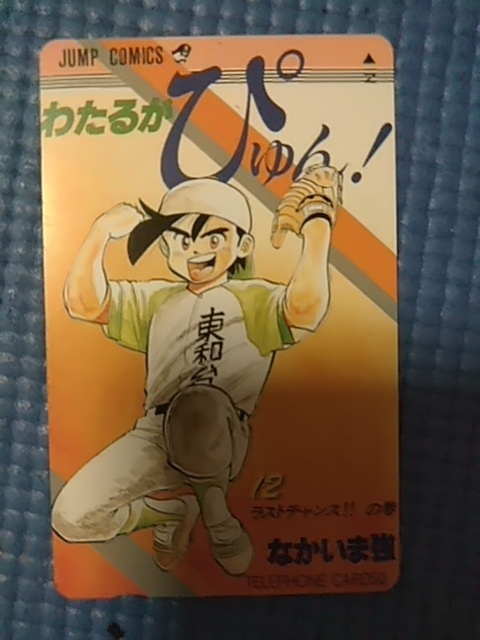 JUMP COMICS
わたるがぴゅん!
東和台
12
ラストチャンス!! の巻
なかいま強
TELEPHONE CARD50